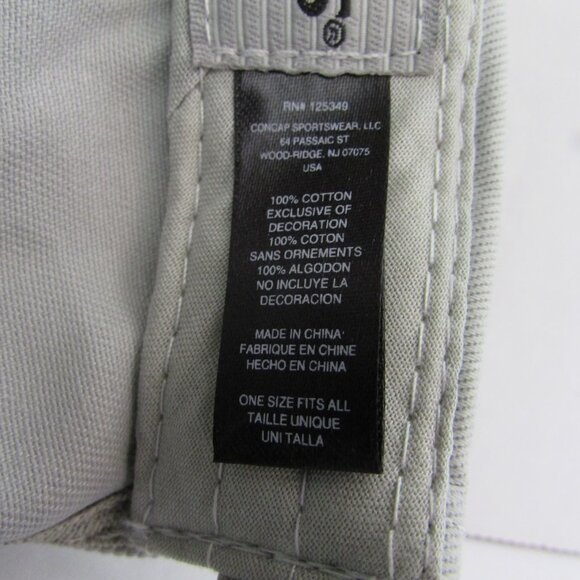 S®
RN# 125349
CONCAP SPORTSWEAR, LLC
64 PASSAIC ST
WOOD-RIDGE, NJ 07075
USA
100% COTTON
EXCLUSIVE OF
DECORATION
100% COTON
SANS ORNEMENTS
100% ALGODON
NO INCLUYE LA
DECORACION
MADE IN CHINA
FABRIQUE EN CHINE
HECHO EN CHINA
ONE SIZE FITS ALL
TAILLE UNIQUE
UNI TALLA